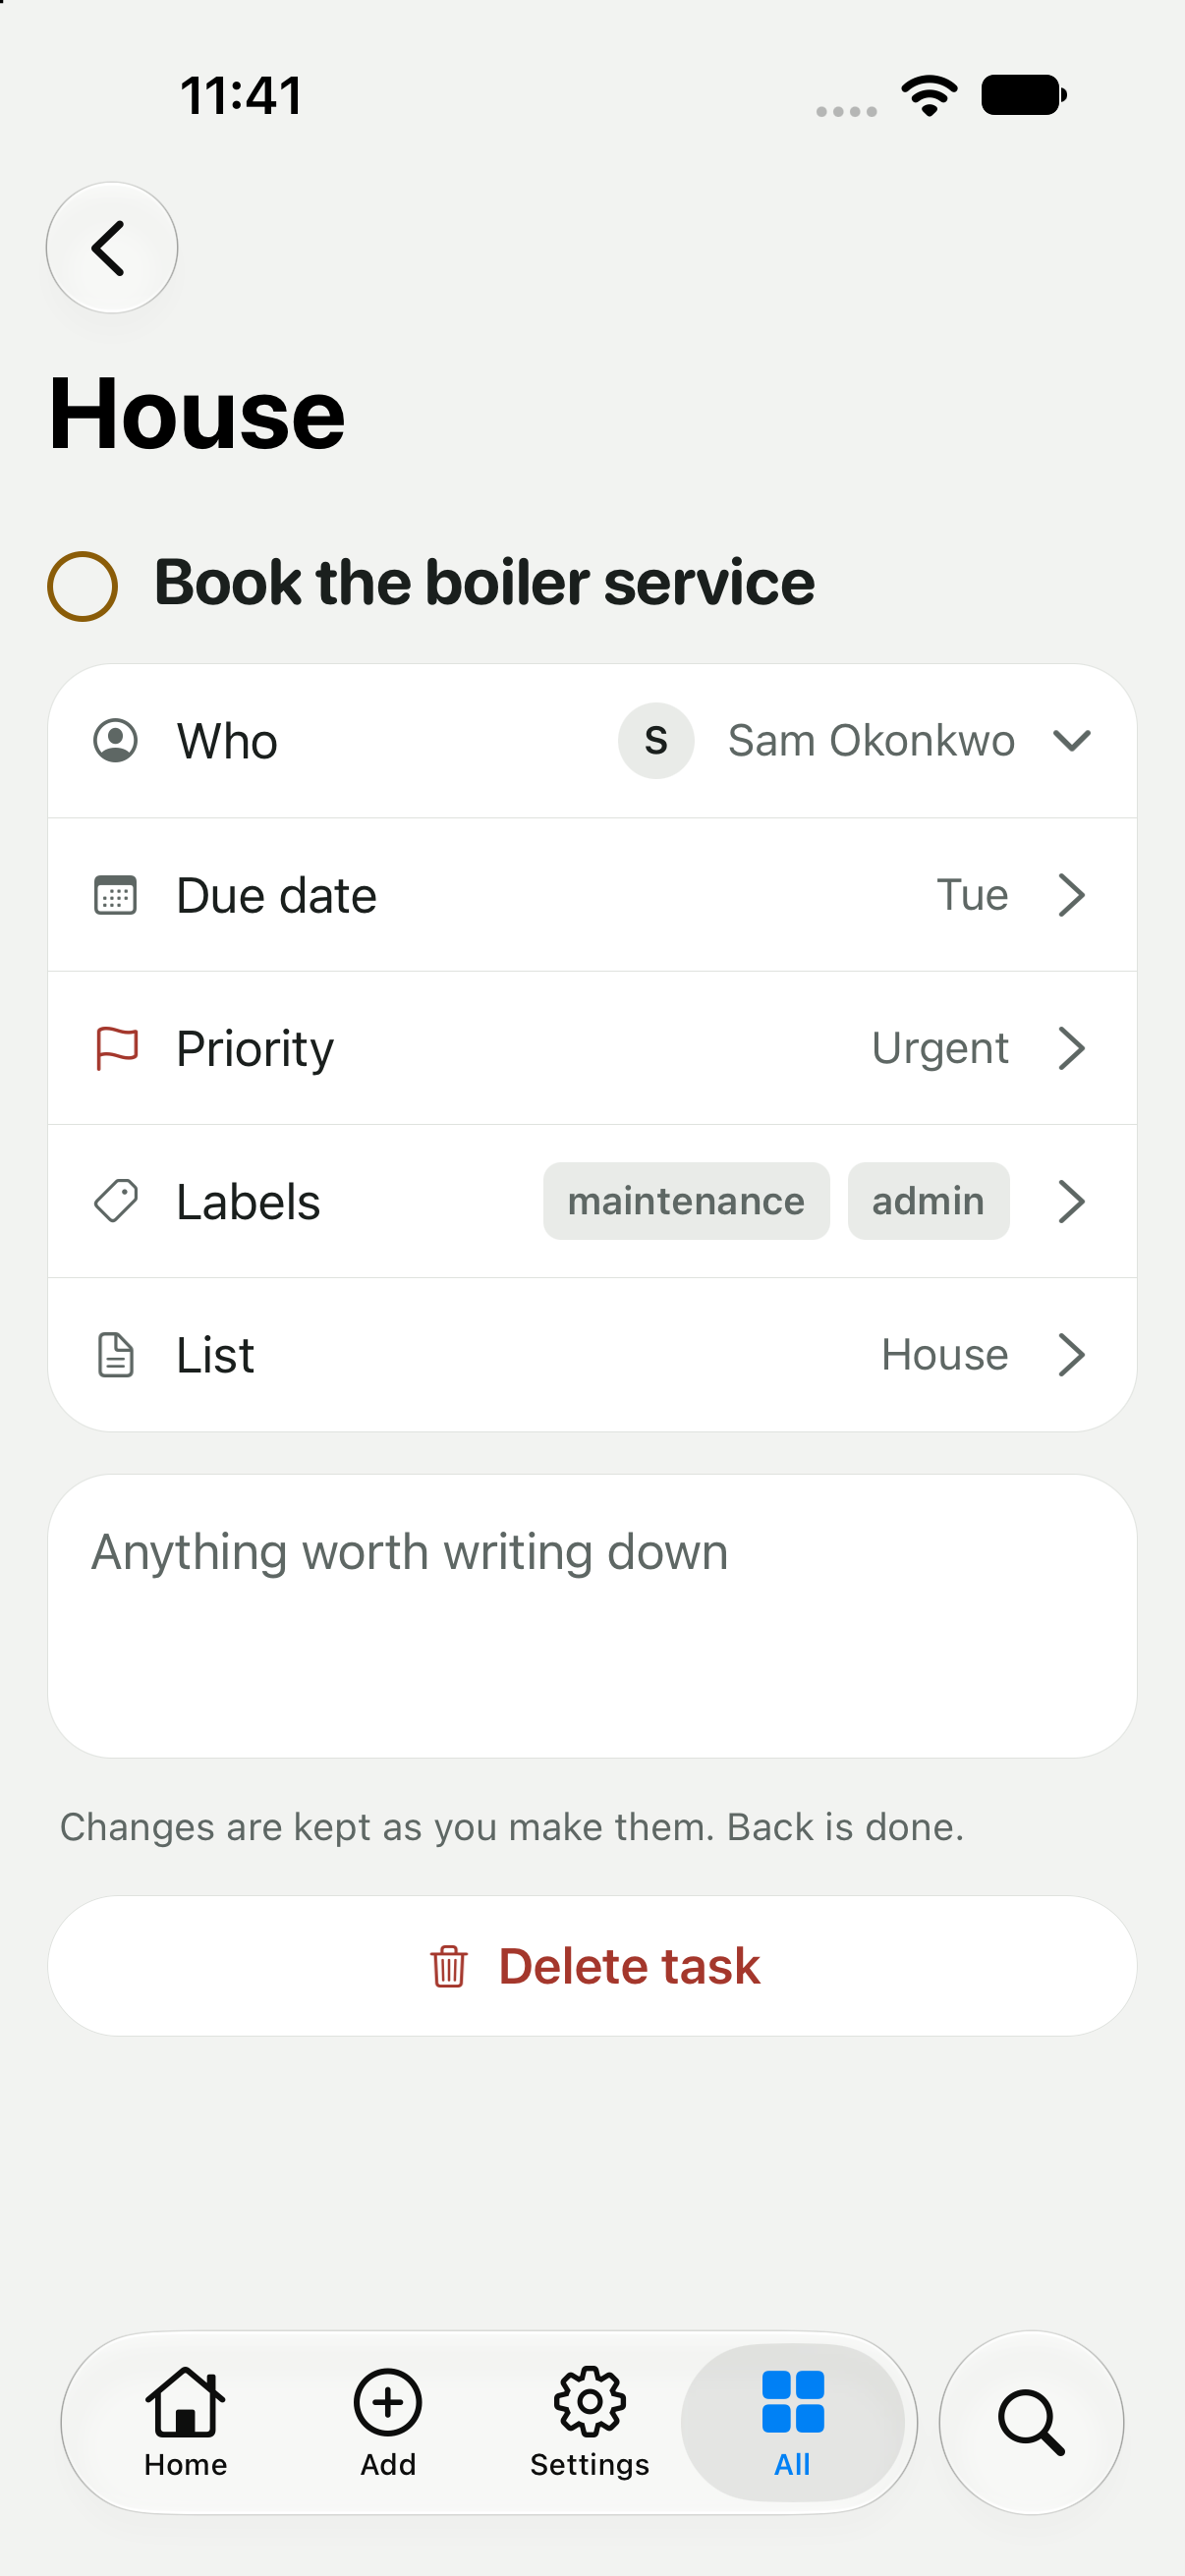 11:41
House
Book the boiler service
Who S Sam Okonkwo
Due date Tue
Priority Urgent
Labels maintenance admin
List House
Anything worth writing down
Changes are kept as you make them. Back is done.
Delete task
Home Add Settings All